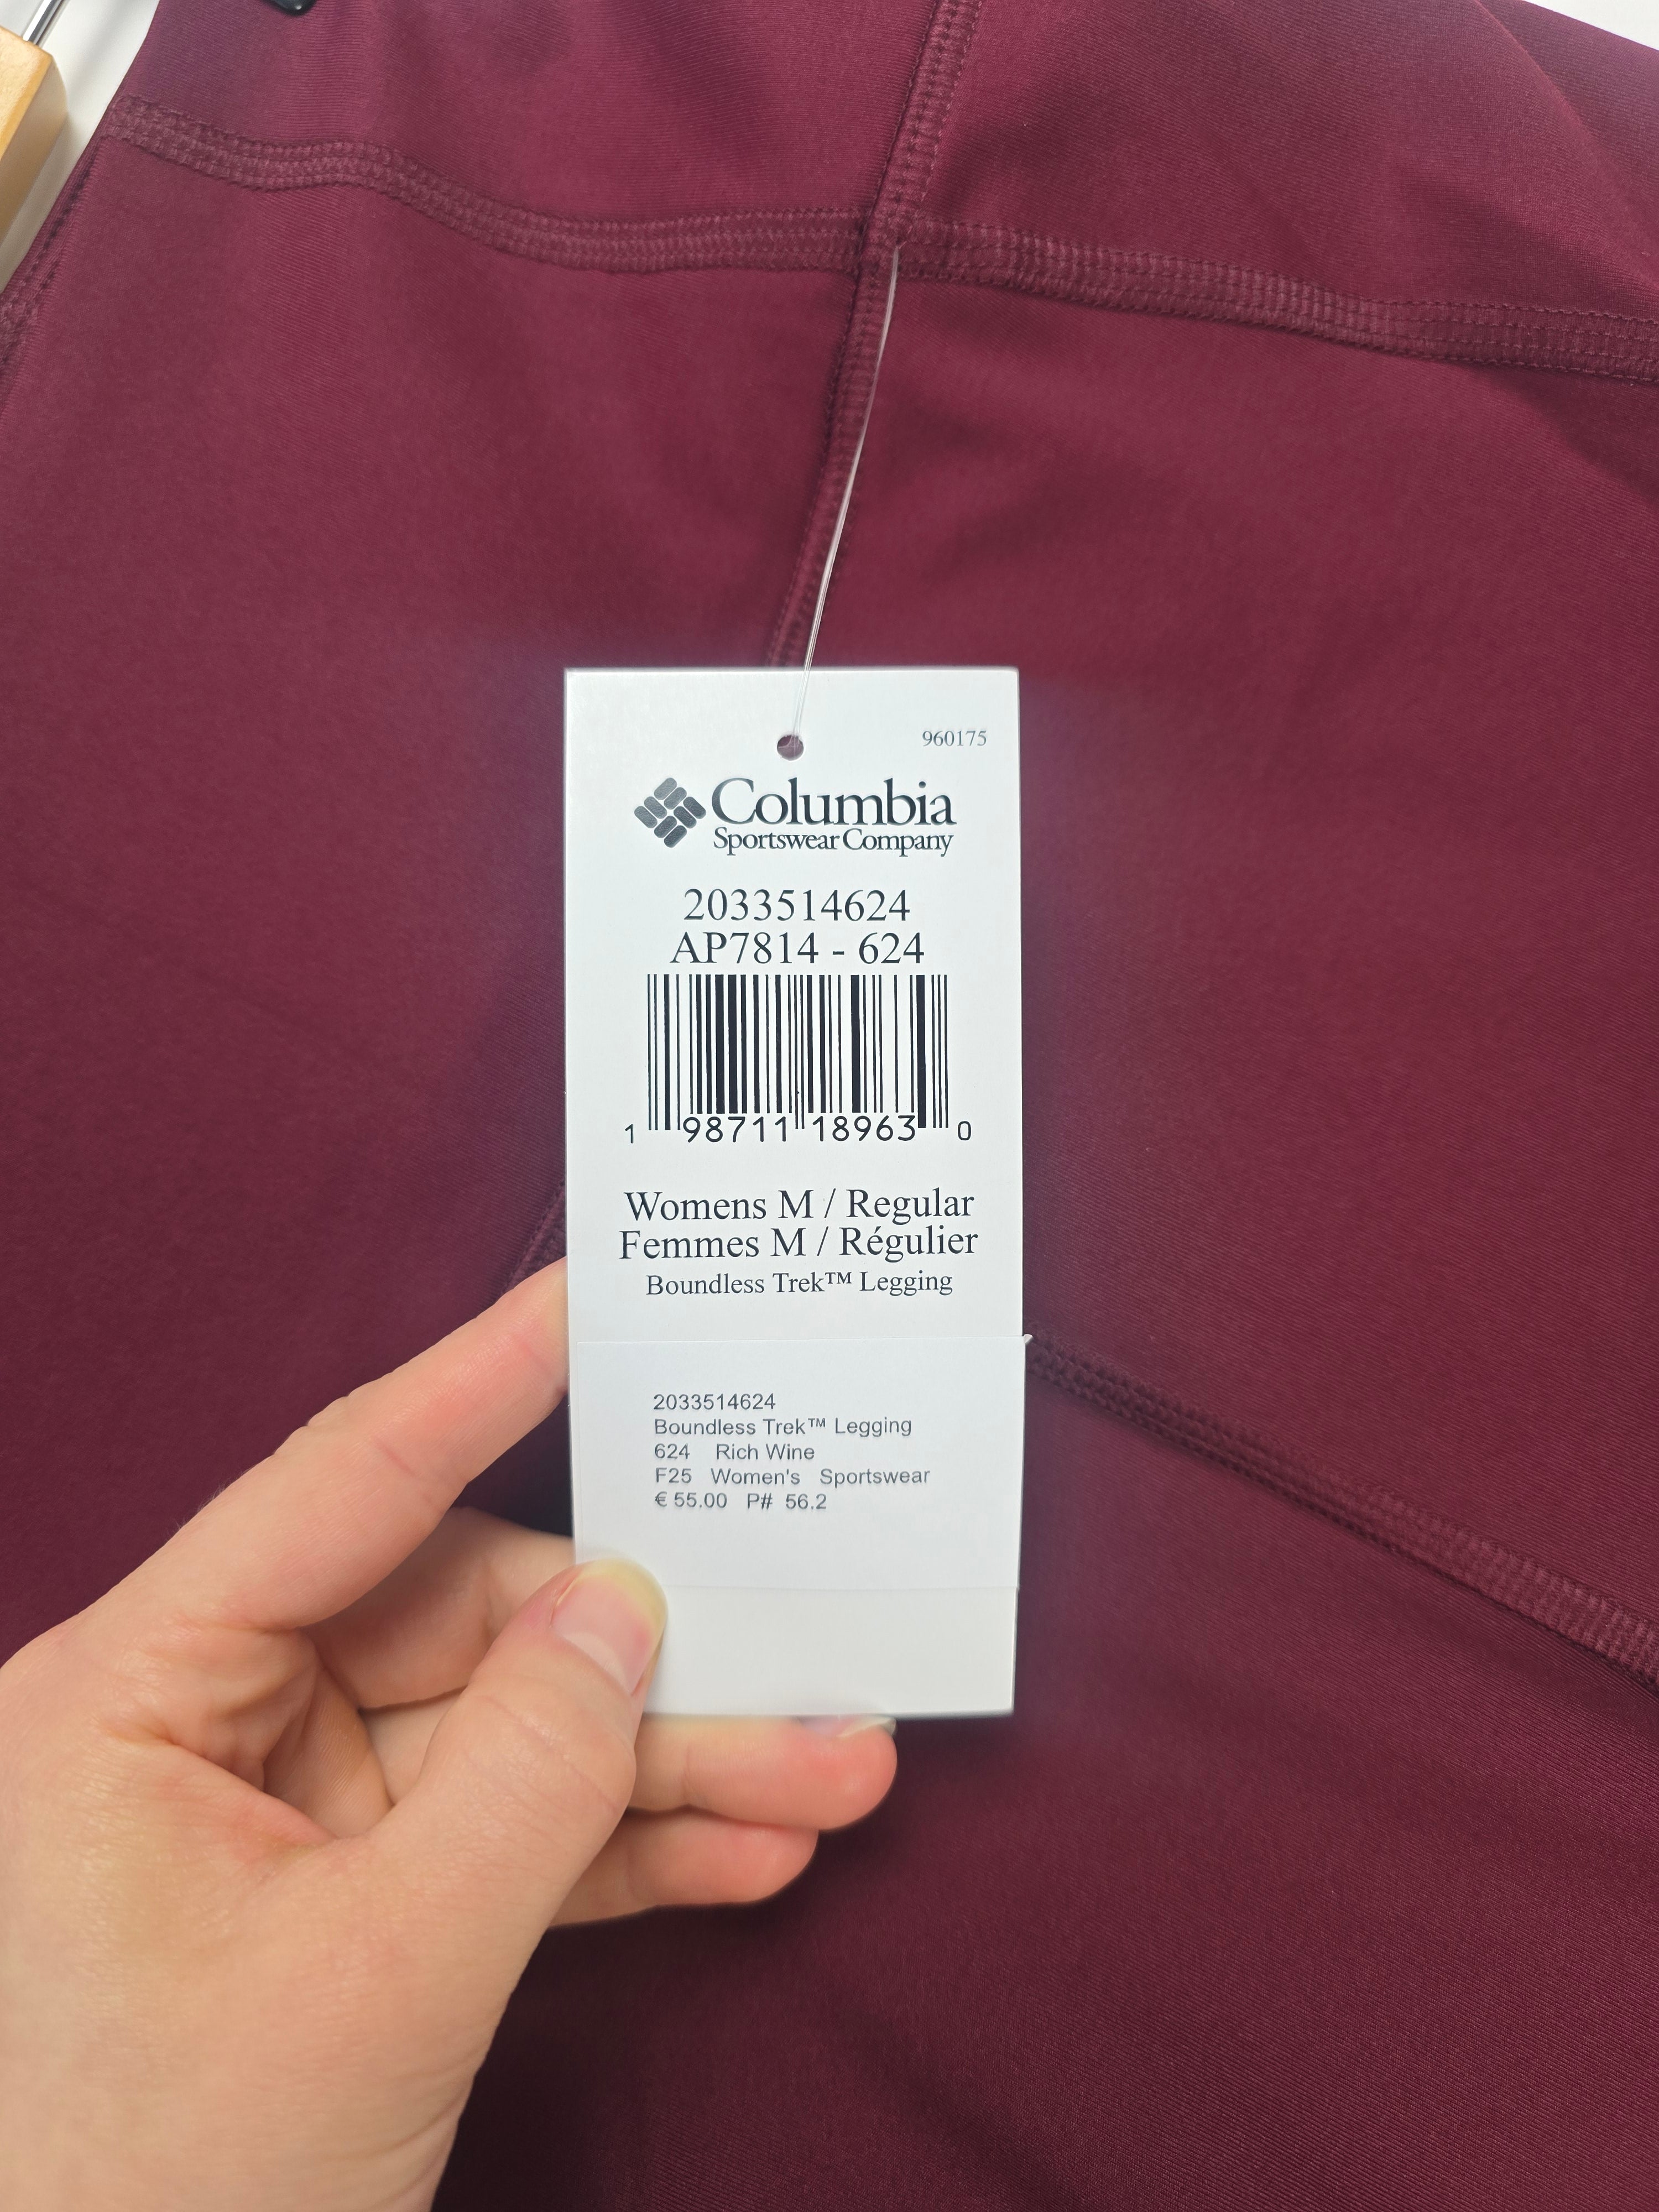 960175
Columbia
Sportswear Company
2033514624
AP7814 - 624
1 98711 18963 0
Womens M / Regular
Femmes M / Régulier
Boundless Trek™ Legging
2033514624
Boundless Trek™ Legging
624 Rich Wine
F25 Women's Sportswear
€ 55.00 P# 56.2